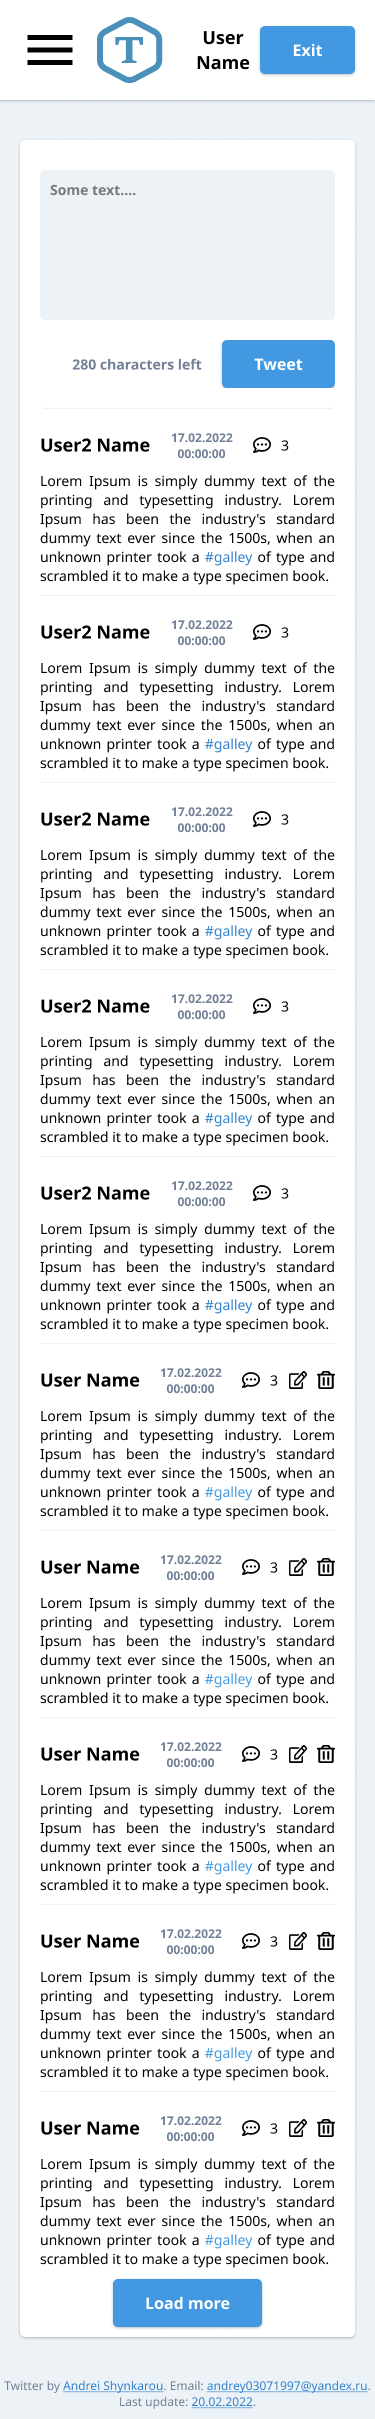 T
User
Name
Exit
Some text....
280 characters left
Tweet
User2 Name
17.02.2022
00:00:00
3
Lorem Ipsum is simply dummy text of the
printing and typesetting industry. Lorem
Ipsum has been the industry's standard
dummy text ever since the 1500s, when an
unknown printer took a #galley of type and
scrambled it to make a type specimen book.
User2 Name
17.02.2022
00:00:00
3
Lorem Ipsum is simply dummy text of the
printing and typesetting industry. Lorem
Ipsum has been the industry's standard
dummy text ever since the 1500s, when an
unknown printer took a #galley of type and
scrambled it to make a type specimen book.
User2 Name
17.02.2022
00:00:00
3
Lorem Ipsum is simply dummy text of the
printing and typesetting industry. Lorem
Ipsum has been the industry's standard
dummy text ever since the 1500s, when an
unknown printer took a #galley of type and
scrambled it to make a type specimen book.
User2 Name
17.02.2022
00:00:00
3
Lorem Ipsum is simply dummy text of the
printing and typesetting industry. Lorem
Ipsum has been the industry's standard
dummy text ever since the 1500s, when an
unknown printer took a #galley of type and
scrambled it to make a type specimen book.
User2 Name
17.02.2022
00:00:00
3
Lorem Ipsum is simply dummy text of the
printing and typesetting industry. Lorem
Ipsum has been the industry's standard
dummy text ever since the 1500s, when an
unknown printer took a #galley of type and
scrambled it to make a type specimen book.
User Name
17.02.2022
00:00:00
3
Lorem Ipsum is simply dummy text of the
printing and typesetting industry. Lorem
Ipsum has been the industry's standard
dummy text ever since the 1500s, when an
unknown printer took a #galley of type and
scrambled it to make a type specimen book.
User Name
17.02.2022
00:00:00
3
Lorem Ipsum is simply dummy text of the
printing and typesetting industry. Lorem
Ipsum has been the industry's standard
dummy text ever since the 1500s, when an
unknown printer took a #galley of type and
scrambled it to make a type specimen book.
User Name
17.02.2022
00:00:00
3
Lorem Ipsum is simply dummy text of the
printing and typesetting industry. Lorem
Ipsum has been the industry's standard
dummy text ever since the 1500s, when an
unknown printer took a #galley of type and
scrambled it to make a type specimen book.
User Name
17.02.2022
00:00:00
3
Lorem Ipsum is simply dummy text of the
printing and typesetting industry. Lorem
Ipsum has been the industry's standard
dummy text ever since the 1500s, when an
unknown printer took a #galley of type and
scrambled it to make a type specimen book.
User Name
17.02.2022
00:00:00
3
Lorem Ipsum is simply dummy text of the
printing and typesetting industry. Lorem
Ipsum has been the industry's standard
dummy text ever since the 1500s, when an
unknown printer took a #galley of type and
scrambled it to make a type specimen book.
Load more
Twitter by Andrei Shynkarou. Email: andrey03071997@yandex.ru.
Last update: 20.02.2022.